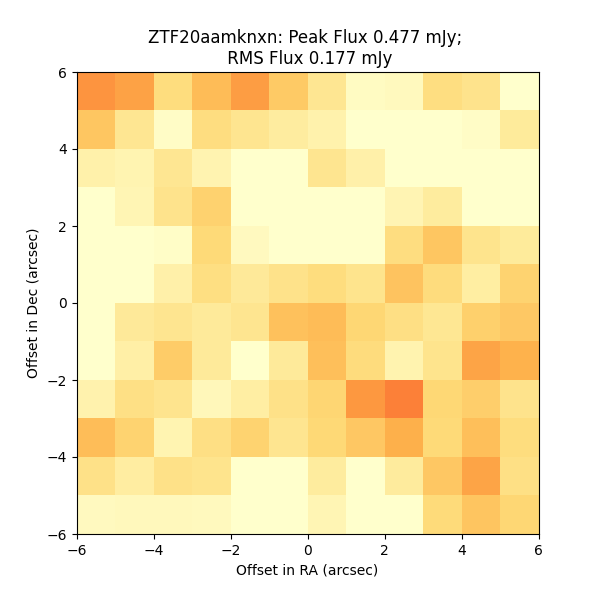 ZTF20aamknxn: Peak Flux 0.477 mJy;
RMS Flux 0.177 mJy
6
4
2
0
−2
−4
−6
Offset in Dec (arcsec)
−6 −4 −2 0 2 4 6
Offset in RA (arcsec)